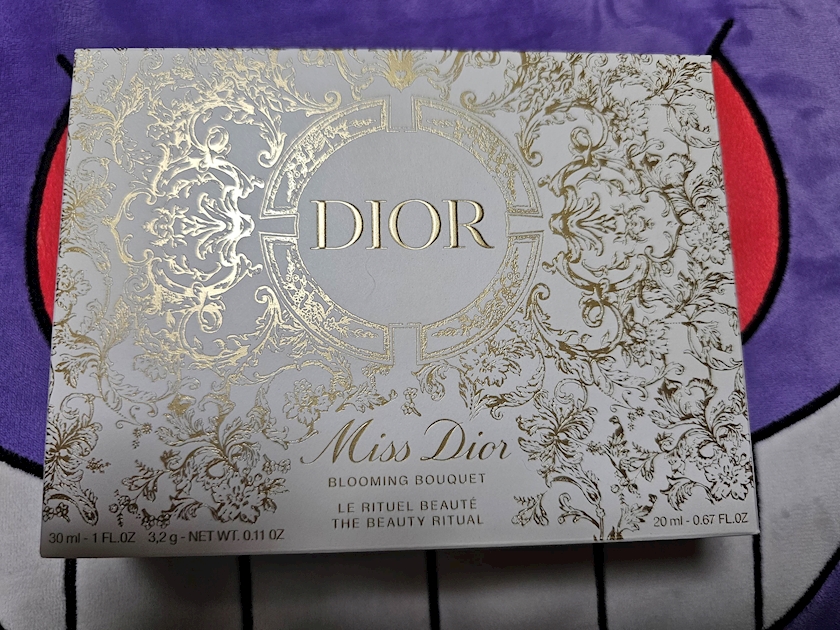 DIOR
Miss Dior
BLOOMING BOUQUET
LE RITUEL BEAUTÉ
THE BEAUTY RITUAL
30 ml - 1 FL.OZ 3,2 g - NET WT. 0.11 OZ
20 ml - 0.67 FL.OZ